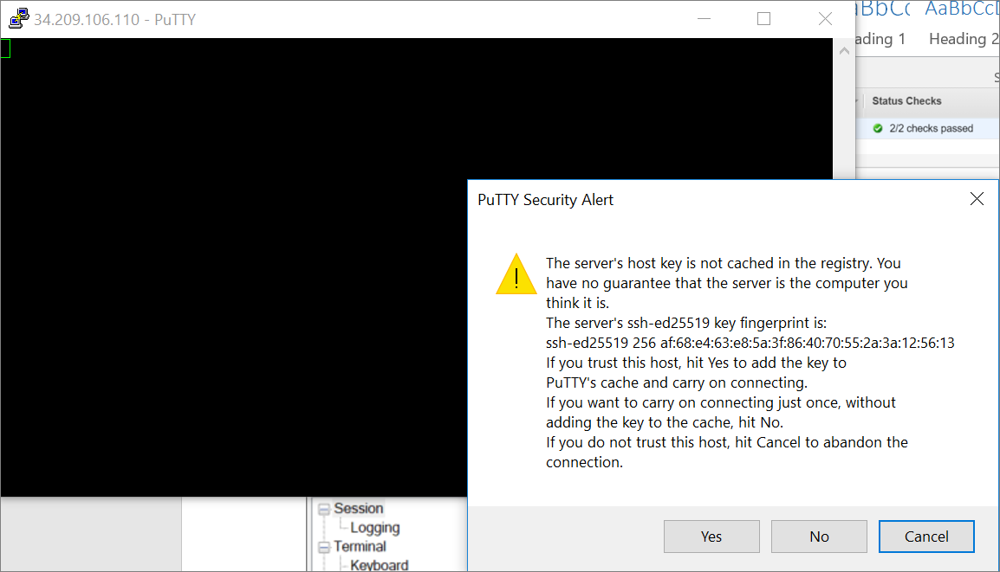 34.209.106.110 - PuTTY
AaBbCcD
ading 1 Heading 2
Status Checks
2/2 checks passed
PuTTY Security Alert
The server's host key is not cached in the registry. You
have no guarantee that the server is the computer you
think it is.
The server's ssh-ed25519 key fingerprint is:
ssh-ed25519 256 af:68:e4:63:e8:5a:3f:86:40:70:55:2a:3a:12:56:13
If you trust this host, hit Yes to add the key to
PuTTY's cache and carry on connecting.
If you want to carry on connecting just once, without
adding the key to the cache, hit No.
If you do not trust this host, hit Cancel to abandon the
connection.
Yes No Cancel
Session
Logging
Terminal
Keyboard